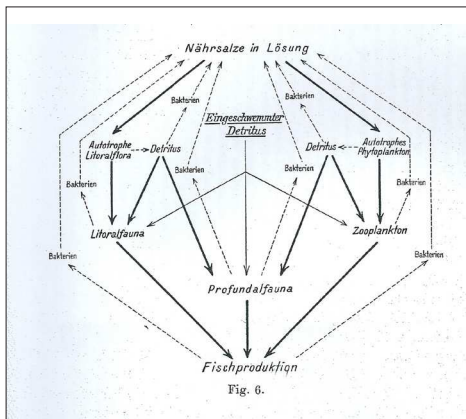 Nährsalze in Lösung
Bakterien
Bakterien
Eingeschwemmter
Detritus
Autotrophe
Litoralflora
Detritus
Detritus
Autotrophes
Phytoplankton
Bakterien
Bakterien
Bakterien
Bakterien
Litoralfauna
Zooplankton
Bakterien
Bakterien
Profundalfauna
Fischproduktion
Fig. 6.